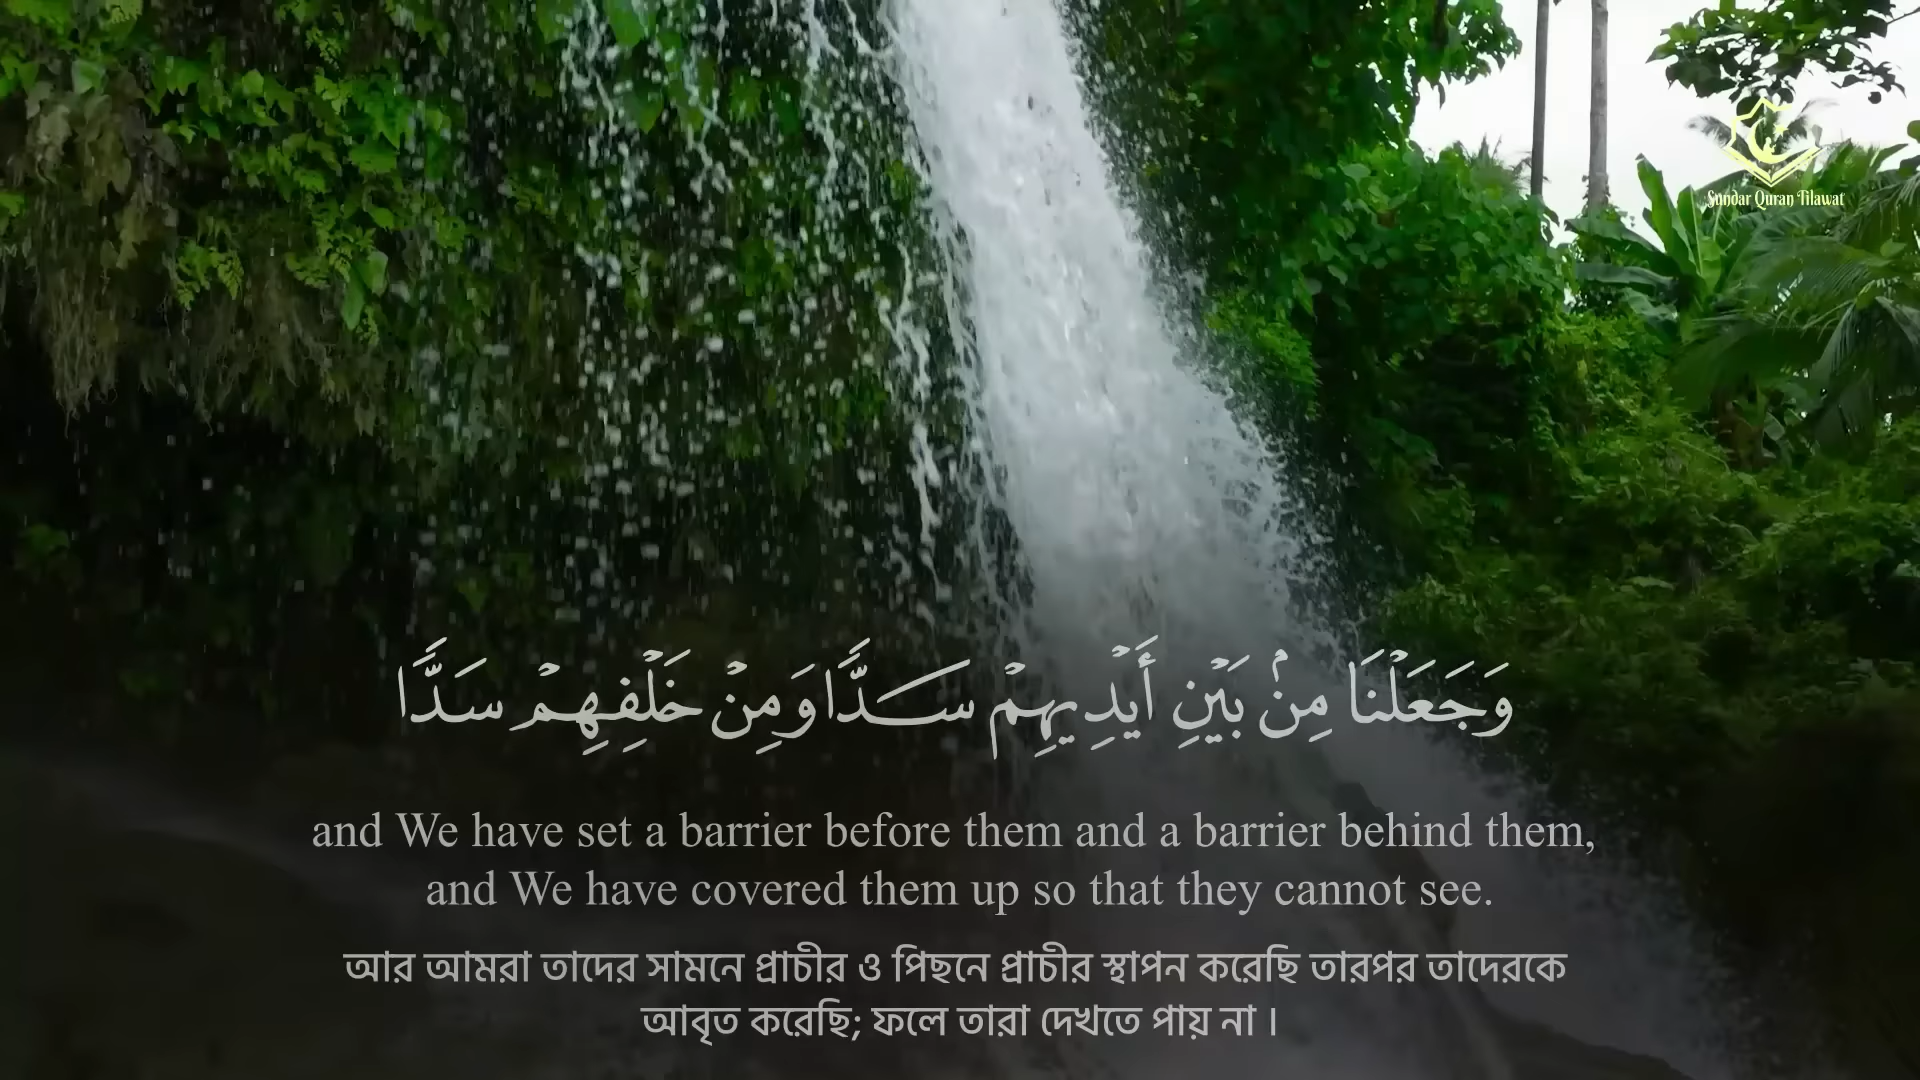 Sundar Quran Tilawat
وَجَعَلْنَا مِنۢ بَيْنِ أَيْدِيهِمْ سَدًّا وَمِنْ خَلْفِهِمْ سَدًّا
and We have set a barrier before them and a barrier behind them,
and We have covered them up so that they cannot see.
আর আমরা তাদের সামনে প্রাচীর ও পিছনে প্রাচীর স্থাপন করেছি তারপর তাদেরকে
আবৃত করেছি; ফলে তারা দেখতে পায় না ।